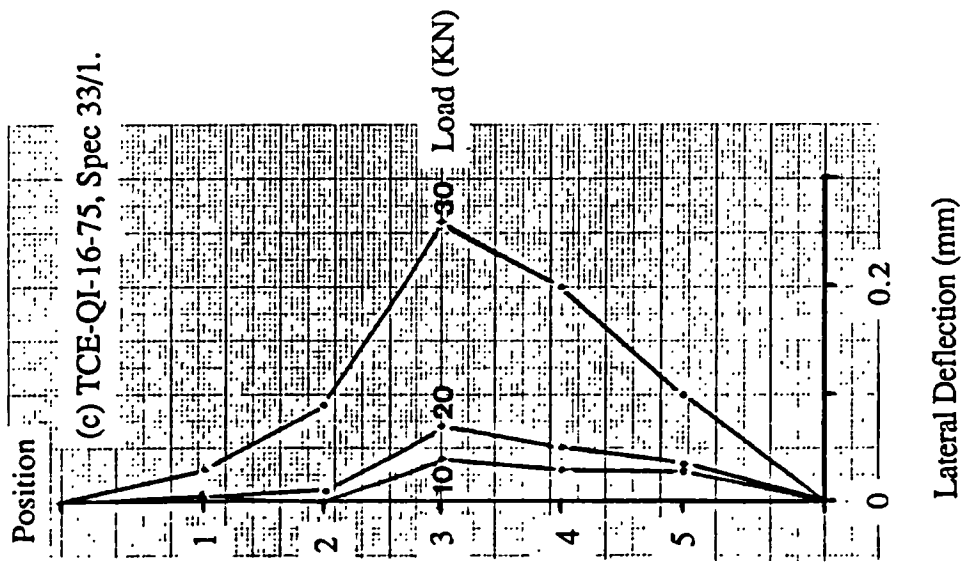 Position
(c) TCE-QI-16-75, Spec 33/1.
1
2
3
4
5
10
20
30
Load (KN)
0
0.2
Lateral Deflection (mm)